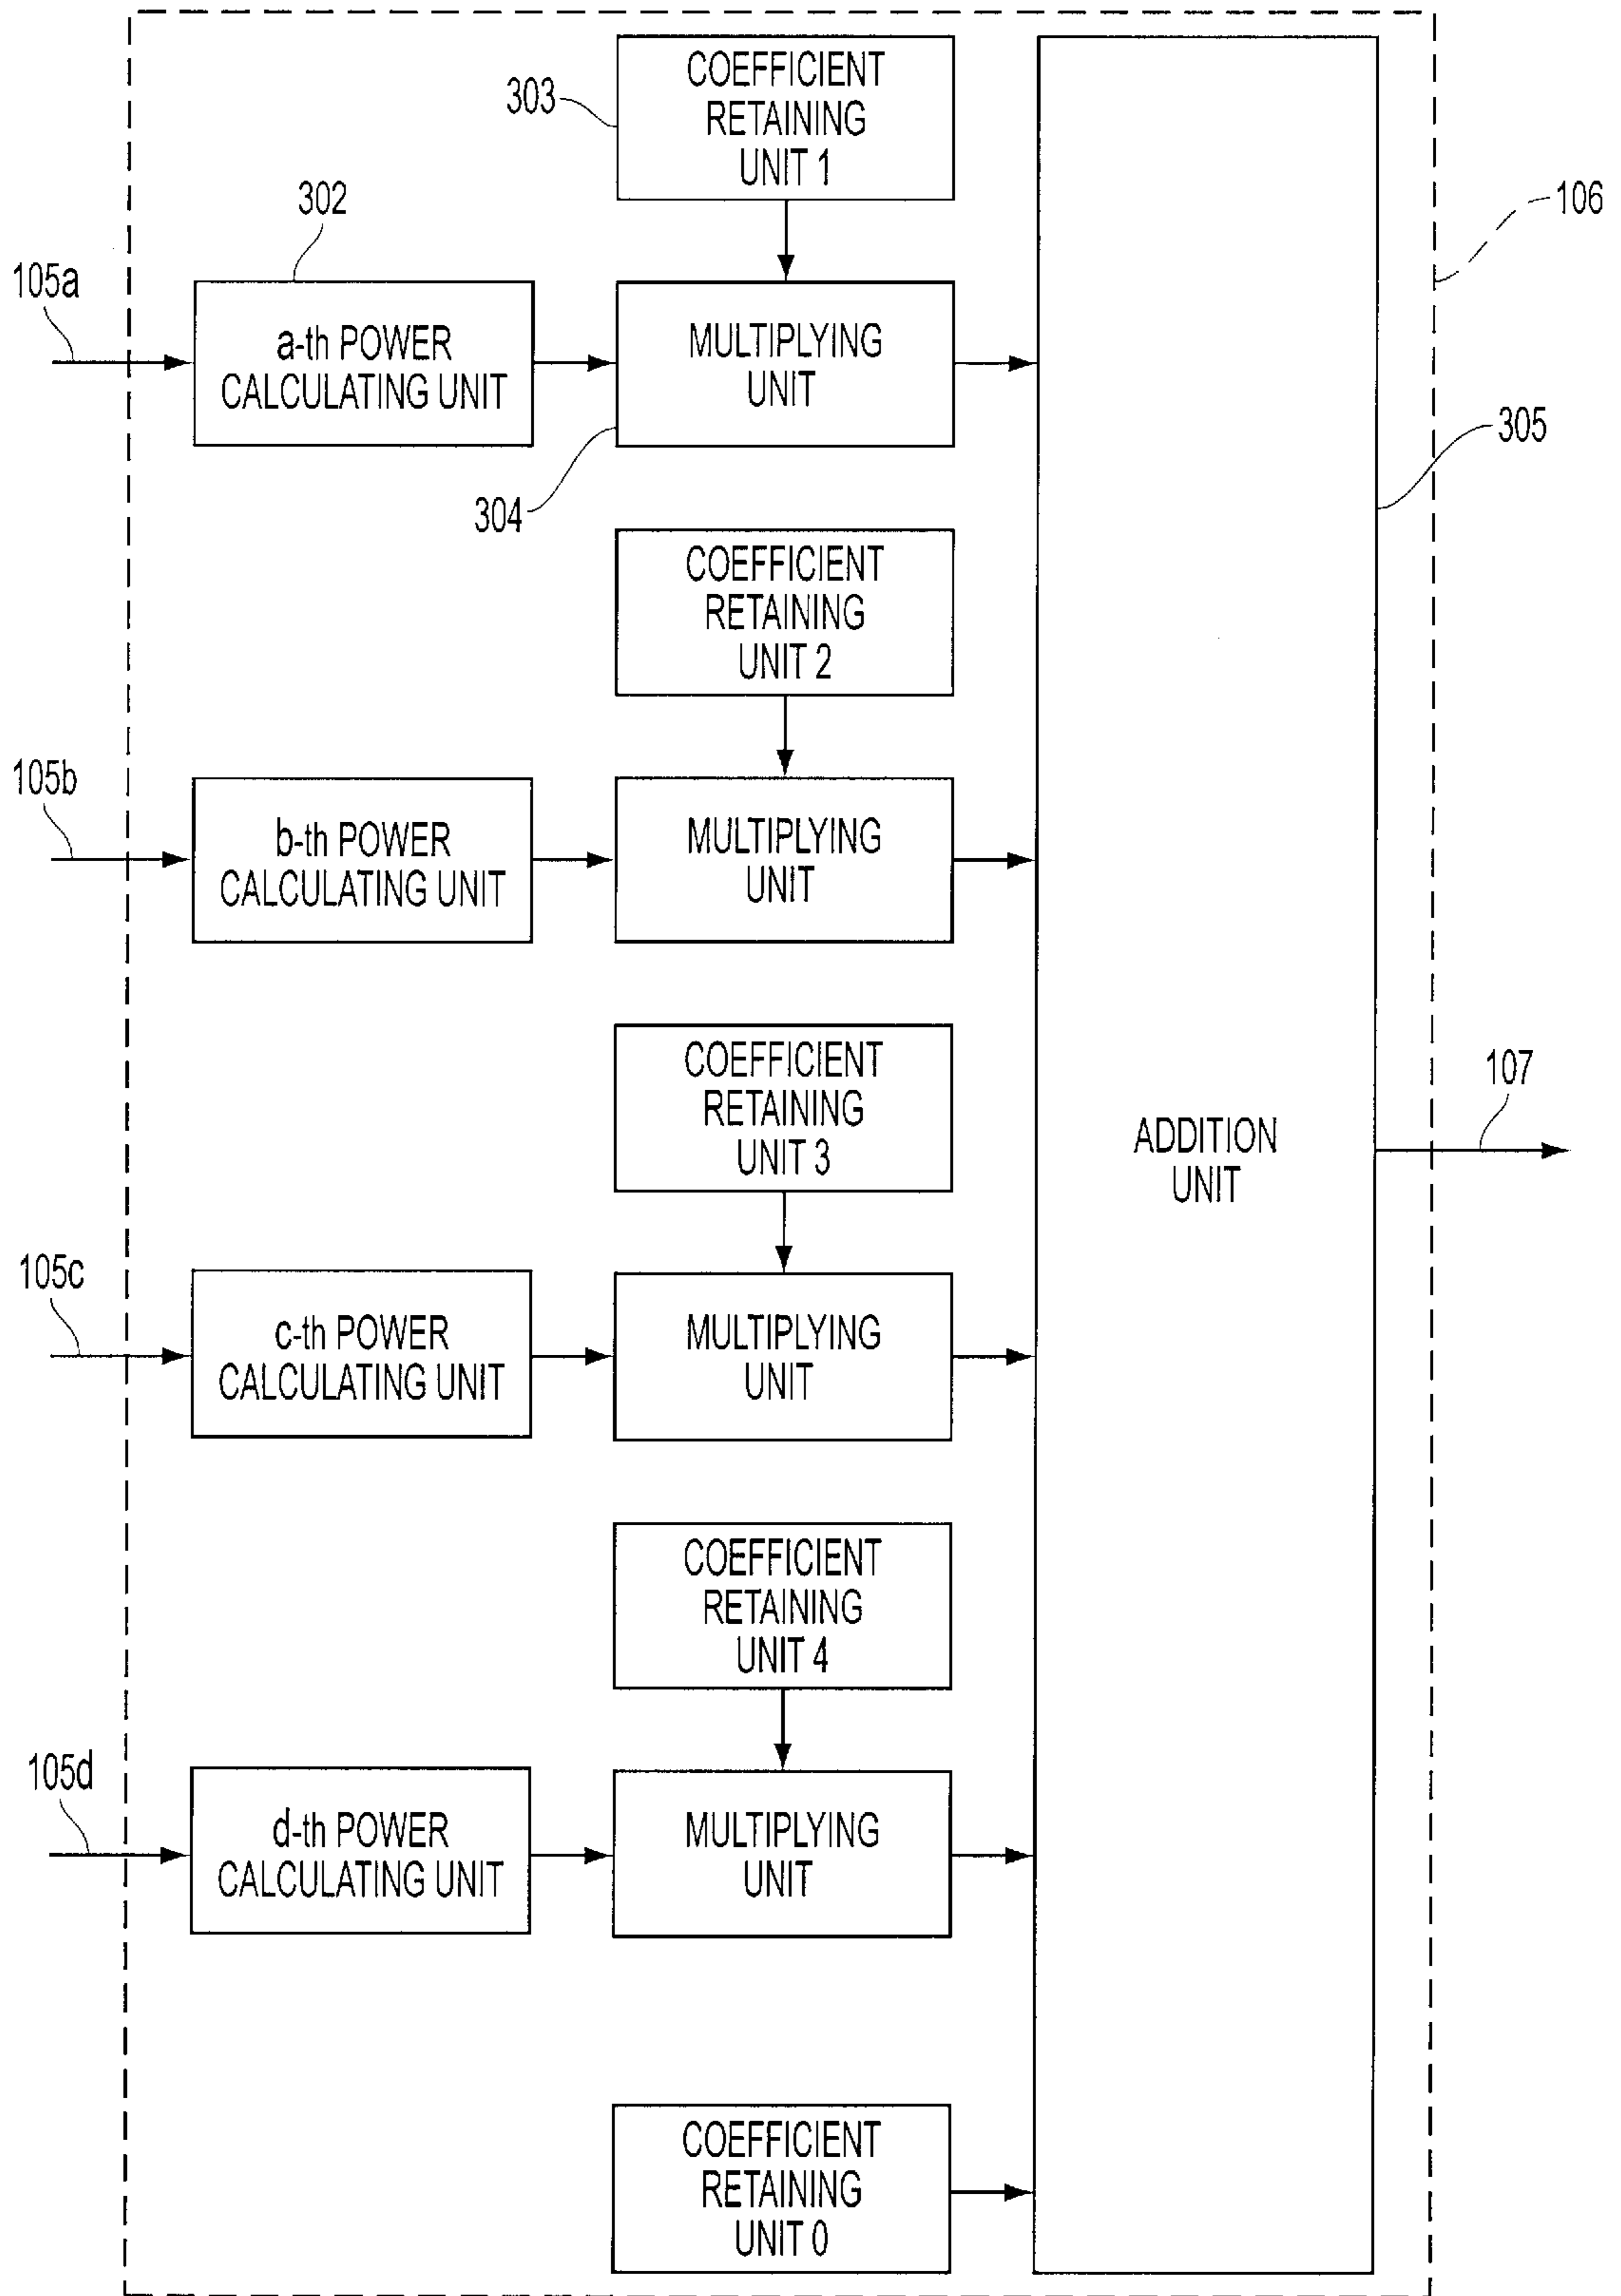 COEFFICIENT
RETAINING
UNIT 1
303
302
106
105a
a-th POWER
CALCULATING UNIT
MULTIPLYING
UNIT
305
304
COEFFICIENT
RETAINING
UNIT 2
105b
b-th POWER
CALCULATING UNIT
MULTIPLYING
UNIT
COEFFICIENT
RETAINING
UNIT 3
107
ADDITION
UNIT
105c
c-th POWER
CALCULATING UNIT
MULTIPLYING
UNIT
COEFFICIENT
RETAINING
UNIT 4
105d
d-th POWER
CALCULATING UNIT
MULTIPLYING
UNIT
COEFFICIENT
RETAINING
UNIT 0